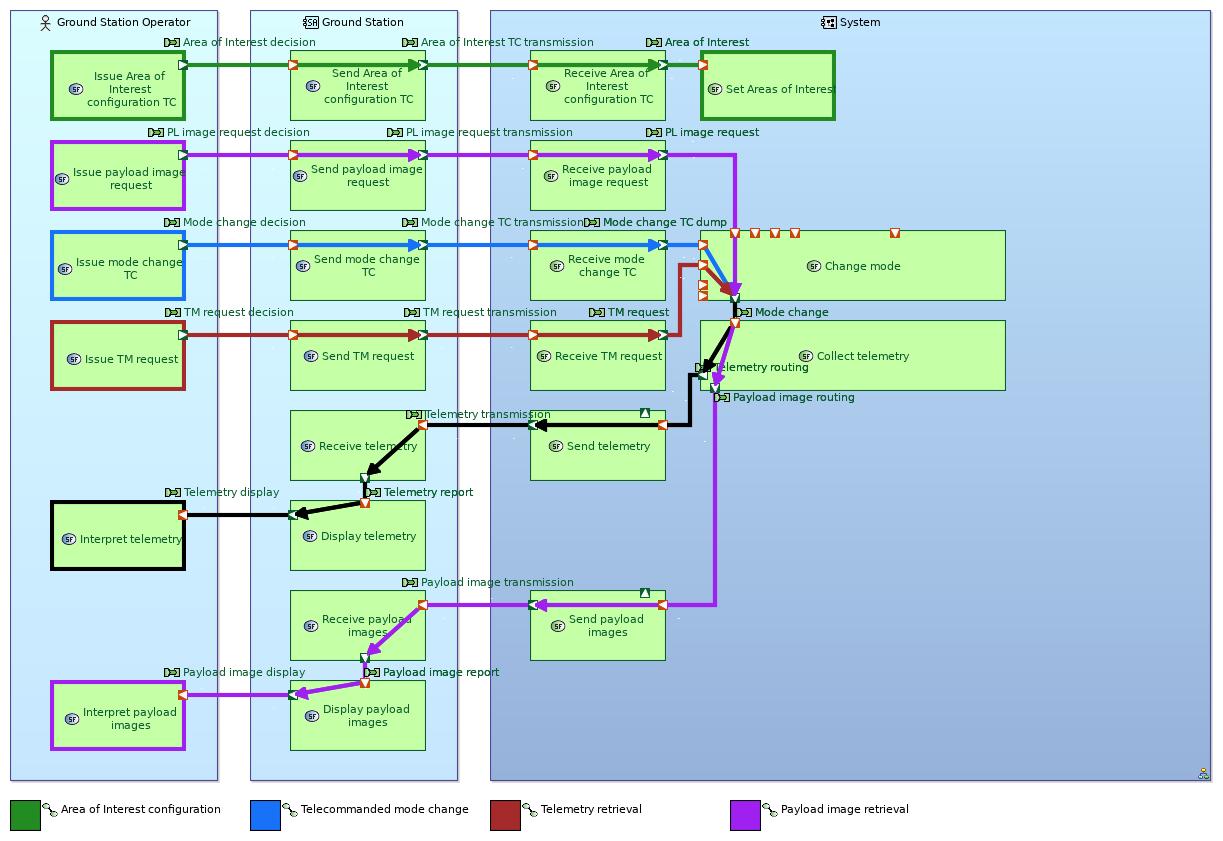 Ground Station Operator
Ground Station
System
Area of Interest decision
Area of Interest TC transmission
Area of Interest
Issue Area of
Interest
configuration TC
Send Area of
Interest
configuration TC
Receive Area of
Interest
configuration TC
Set Areas of Interest
PL image request decision
PL image request transmission
PL image request
Issue payload image
request
Send payload image
request
Receive payload
image request
Mode change decision
Mode change TC transmission
Mode change TC dump
Issue mode change
TC
Send mode change
TC
Receive mode
change TC
Change mode
TM request decision
TM request transmission
TM request
Mode change
Issue TM request
Send TM request
Receive TM request
Collect telemetry
Telemetry routing
Payload image routing
Telemetry transmission
Receive telemetry
Send telemetry
Telemetry display
Telemetry report
Interpret telemetry
Display telemetry
Payload image transmission
Receive payload
images
Send payload
images
Payload image display
Payload image report
Interpret payload
images
Display payload
images
Area of Interest configuration
Telecommanded mode change
Telemetry retrieval
Payload image retrieval